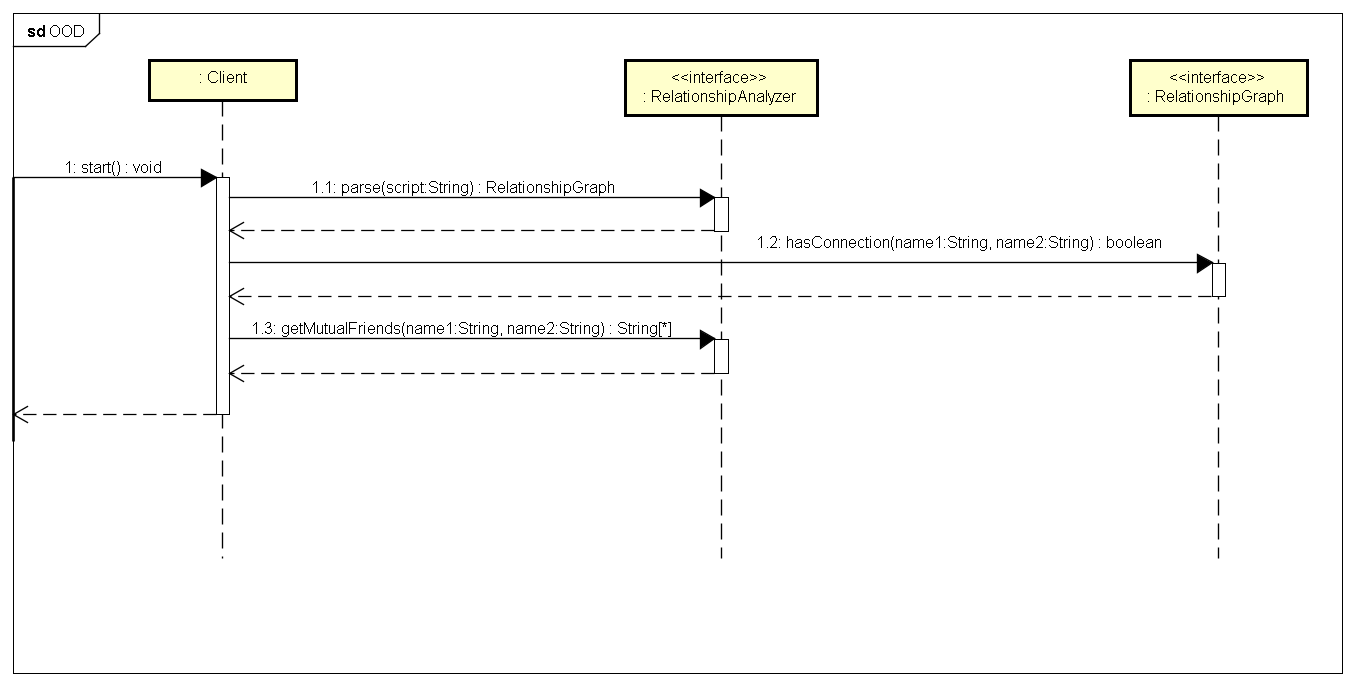 sd OOD
: Client
<<interface>>
: RelationshipAnalyzer
<<interface>>
: RelationshipGraph
1: start() : void
1.1: parse(script:String) : RelationshipGraph
1.2: hasConnection(name1:String, name2:String) : boolean
1.3: getMutualFriends(name1:String, name2:String) : String[*]